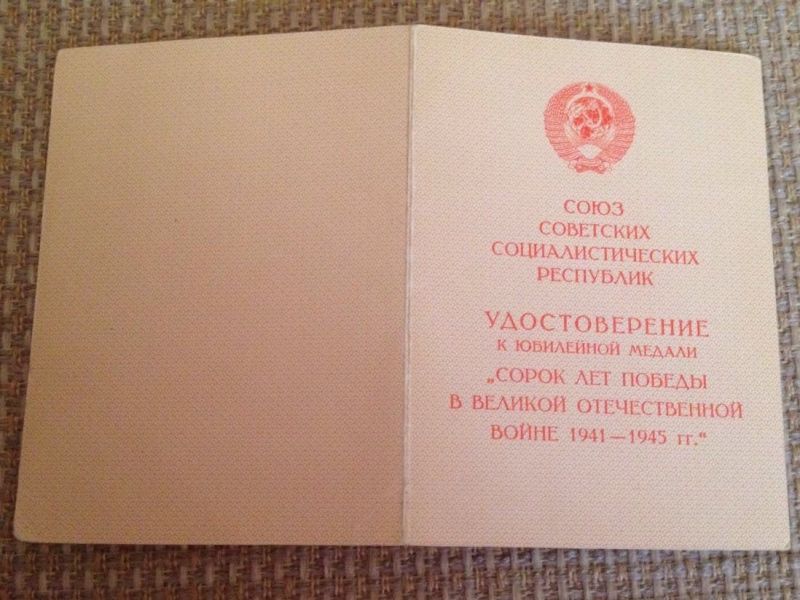 СОЮЗ
СОВЕТСКИХ
СОЦИАЛИСТИЧЕСКИХ
РЕСПУБЛИК
УДОСТОВЕРЕНИЕ
К ЮБИЛЕЙНОЙ МЕДАЛИ
„СОРОК ЛЕТ ПОБЕДЫ
В ВЕЛИКОЙ ОТЕЧЕСТВЕННОЙ
ВОЙНЕ 1941—1945 гг.“